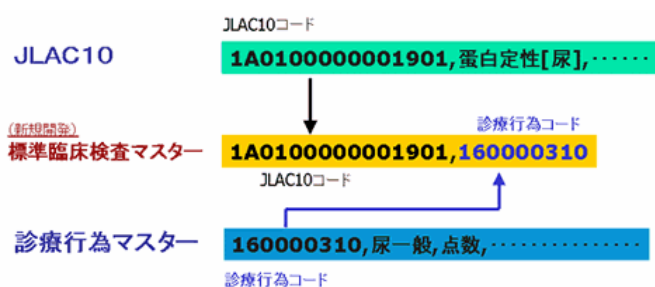 JLAC10コード
JLAC10
1A0100000001901,蛋白定性[尿],‥‥‥
(新規開発)
診療行為コード
標準臨床検査マスター
1A0100000001901,160000310
JLAC10コード
診療行為マスター
160000310,尿一般,点数,‥‥‥‥‥‥‥
診療行為コード